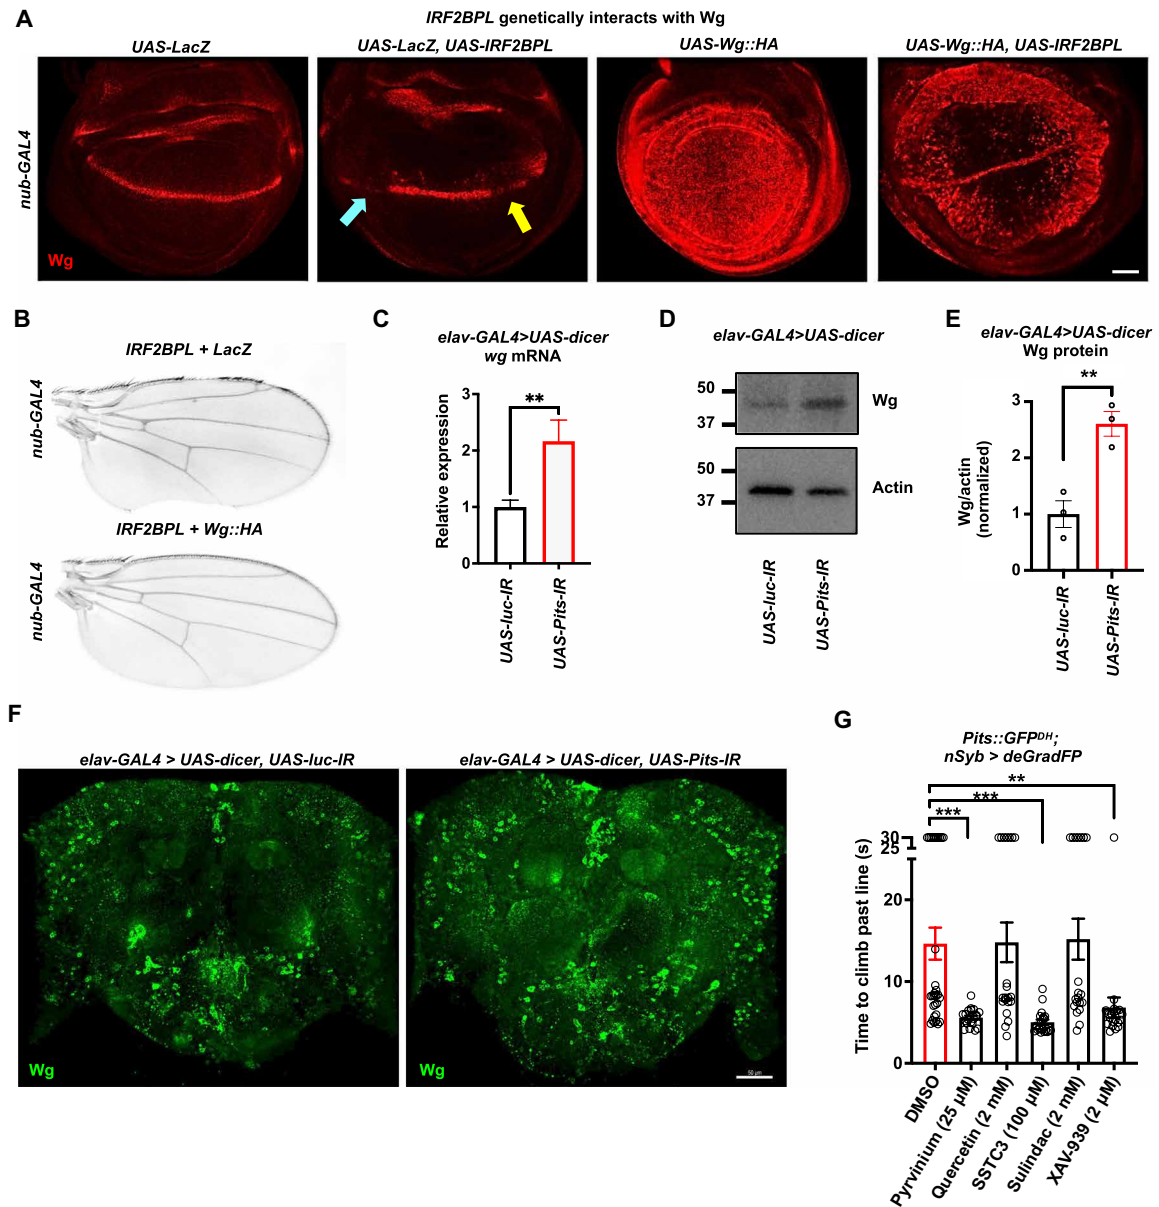 A
IRF2BPL genetically interacts with Wg
UAS-LacZ
UAS-LacZ, UAS-IRF2BPL
UAS-Wg::HA
UAS-Wg::HA, UAS-IRF2BPL
nub-GAL4
Wg
B
IRF2BPL + LacZ
nub-GAL4
IRF2BPL + Wg::HA
nub-GAL4
C
elav-GAL4>UAS-dicer
wg mRNA
**
Relative expression
3
2
1
0
UAS-luc-IR
UAS-Pits-IR
D
elav-GAL4>UAS-dicer
50
37
Wg
50
37
Actin
UAS-luc-IR
UAS-Pits-IR
E
elav-GAL4>UAS-dicer
Wg protein
**
Wg/actin
(normalized)
3
2
1
0
UAS-luc-IR
UAS-Pits-IR
F
elav-GAL4 > UAS-dicer, UAS-luc-IR
elav-GAL4 > UAS-dicer, UAS-Pits-IR
Wg
Wg
50 µm
G
Pits::GFPDH;
nSyb > deGradFP
**
***
***
Time to climb past line (s)
30
25
20
10
0
DMSO
Pyrvinium (25 µM)
Quercetin (2 mM)
SSTC3 (100 µM)
Sulindac (2 mM)
XAV-939 (2 µM)